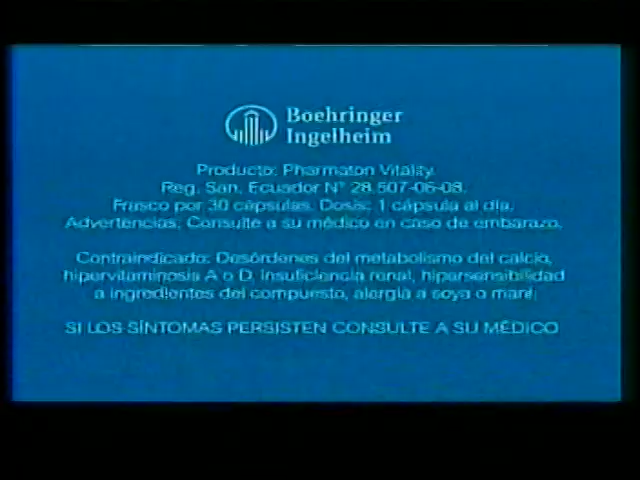 Boehringer
Ingelheim
Producto: Pharmaton Vitality.
Reg. San. Ecuador N° 28.507-06-08.
Frasco por 30 cápsulas. Dosis: 1 cápsula al día.
Advertencias: Consulte a su médico en caso de embarazo.
Contraindicado: Desórdenes del metabolismo del calcio,
hipervitaminosis A o D, insuficiencia renal, hipersensibilidad
a ingredientes del compuesto, alergia a soya o maní.
SI LOS SÍNTOMAS PERSISTEN CONSULTE A SU MÉDICO